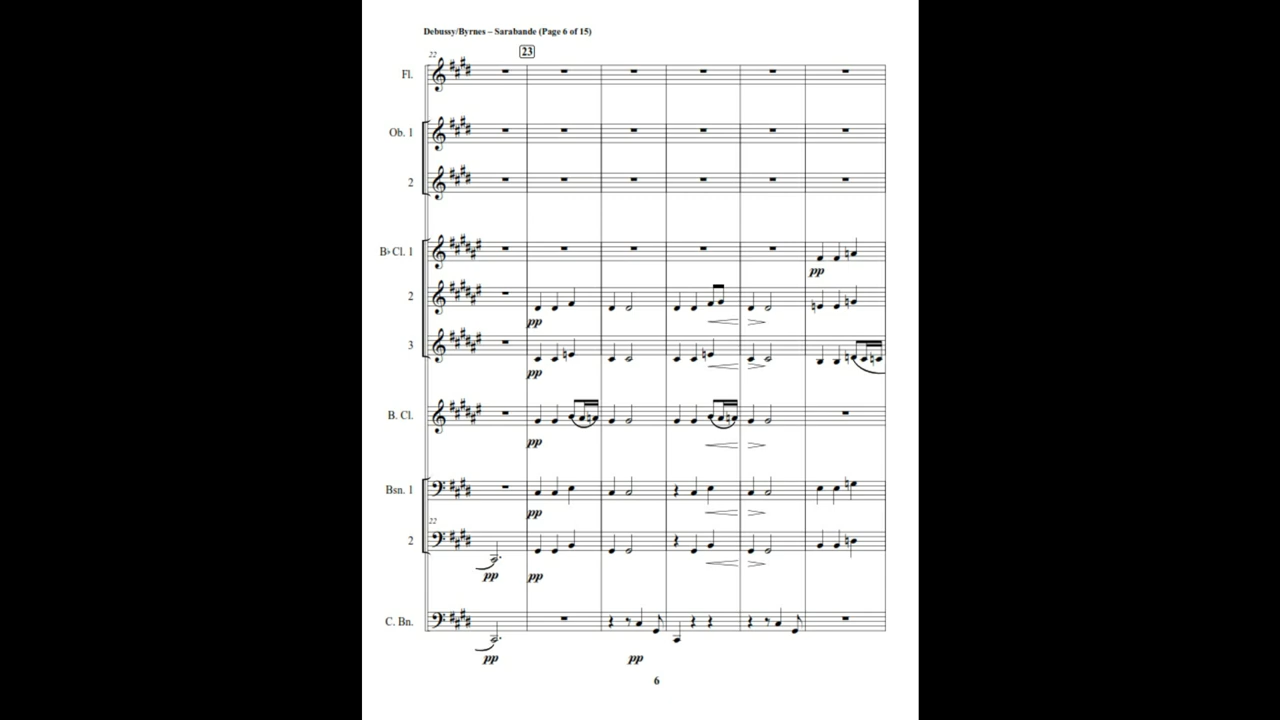 Debussy/Byrnes – Sarabande (Page 6 of 15)
22
23
Fl.
Ob. 1
2
B♭ Cl. 1
pp
2
pp
3
pp
B. Cl.
pp
Bsn. 1
pp
22
2
pp pp
C. Bn.
pp pp
6